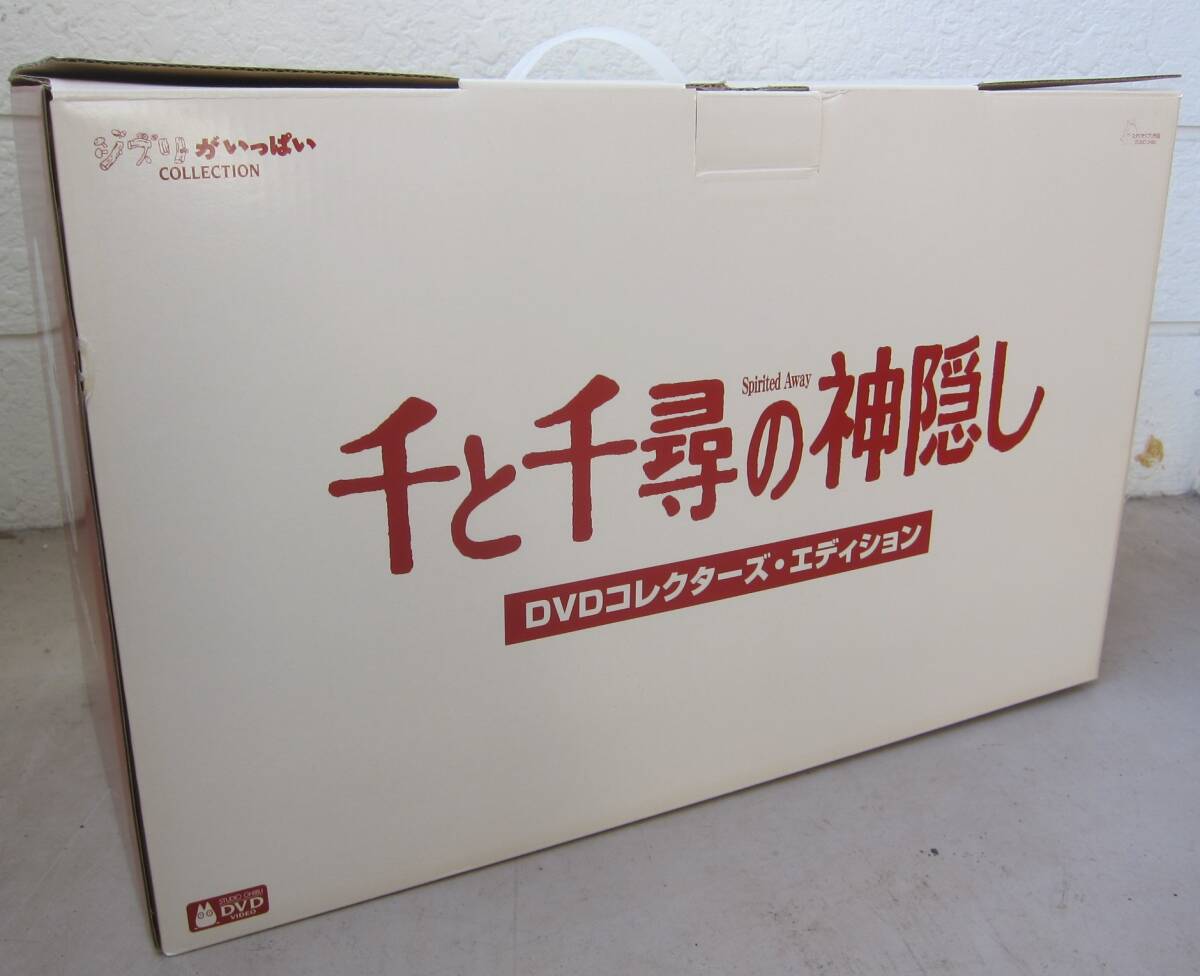 ジブリがいっぱい
COLLECTION
Spirited Away
千と千尋の神隠し
DVDコレクターズ・エディション
STUDIO GHIBLI
DVD
VIDEO